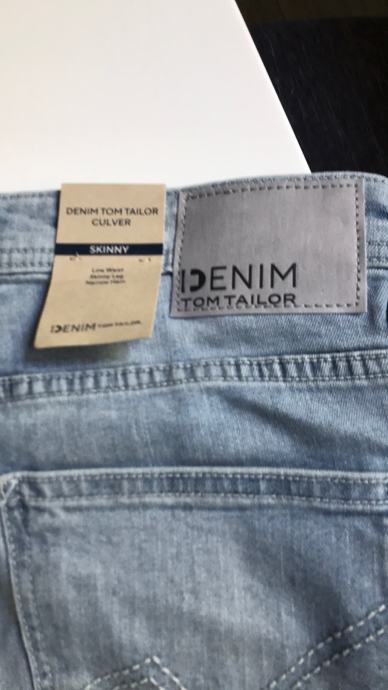 DENIM TOM TAILOR
CULVER
SKINNY
Low Waist
Skinny Leg
Narrow Hem
DENIM TOM TAILOR
DENIM
TOM TAILOR